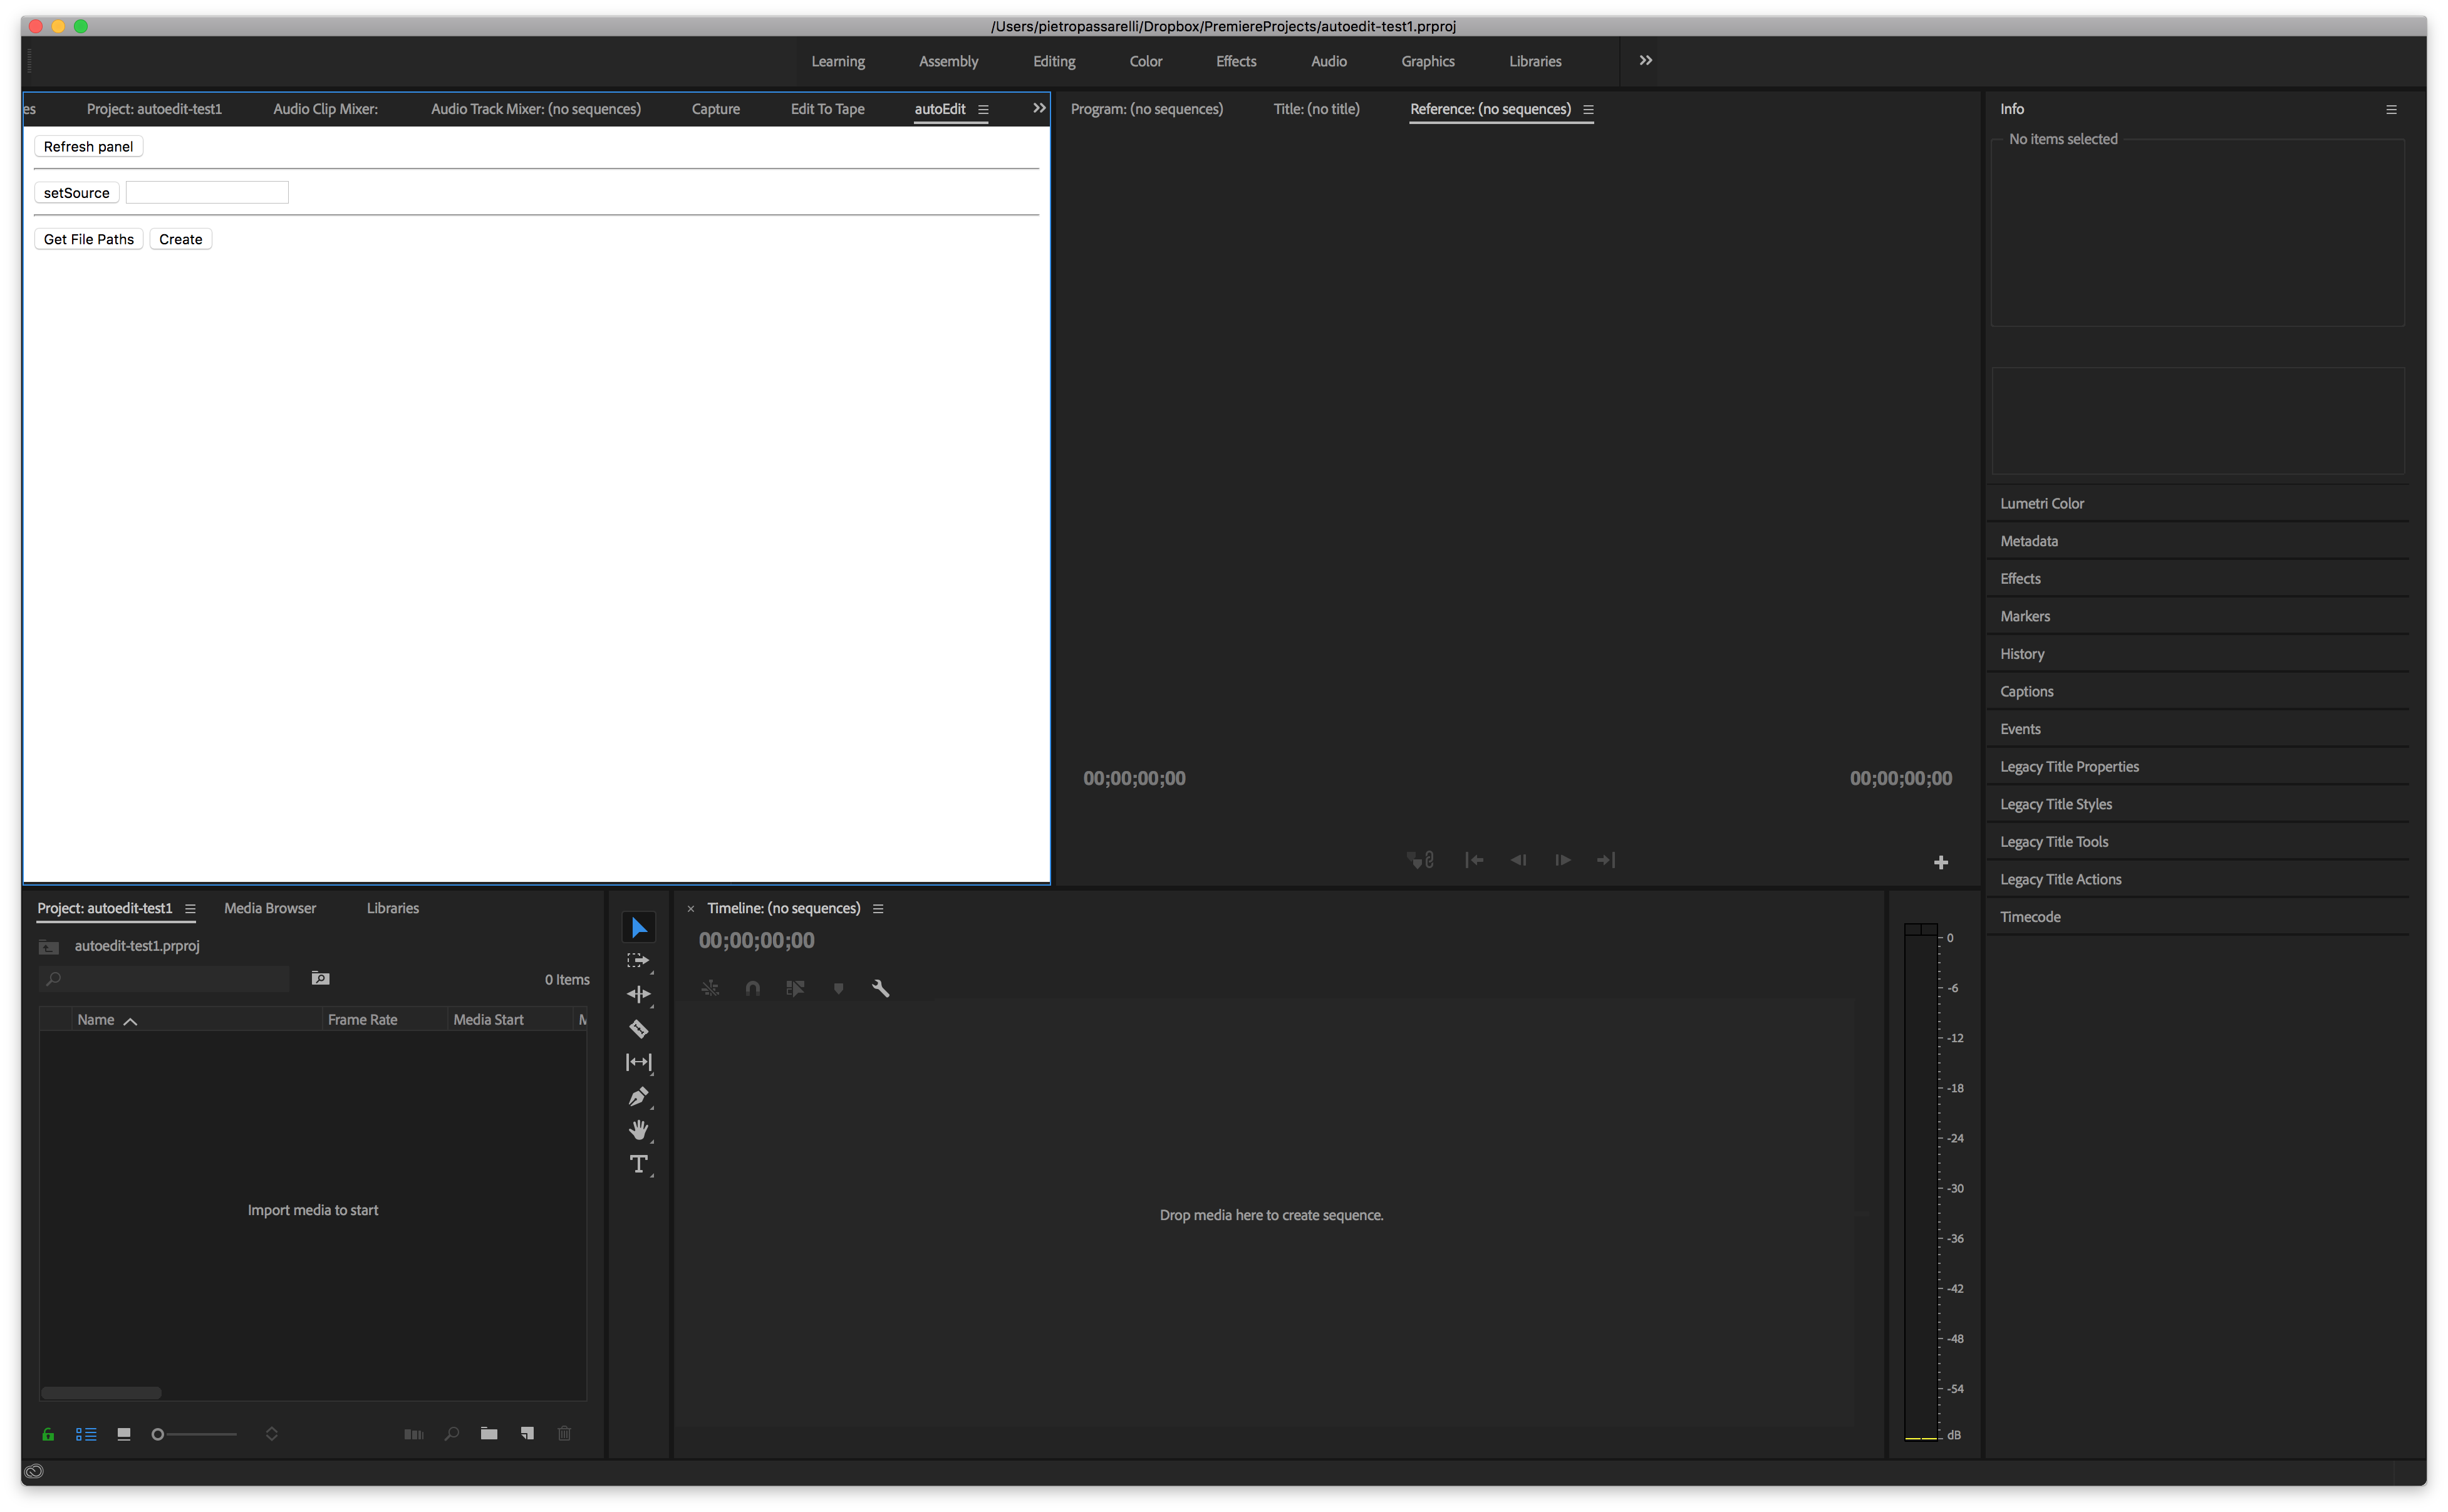 /Users/pietropassarelli/Dropbox/PremiereProjects/autoedit-test1.prproj
Learning Assembly Editing Color Effects Audio Graphics Libraries
es Project: autoedit-test1 Audio Clip Mixer: Audio Track Mixer: (no sequences) Capture Edit To Tape autoEdit
Program: (no sequences) Title: (no title) Reference: (no sequences)
Info
No items selected
Refresh panel
setSource
Get File Paths Create
Lumetri Color
Metadata
Effects
Markers
History
Captions
Events
Legacy Title Properties
Legacy Title Styles
Legacy Title Tools
Legacy Title Actions
Timecode
00;00;00;00 00;00;00;00
Project: autoedit-test1 Media Browser Libraries
autoedit-test1.prproj
0 Items
Name Frame Rate Media Start M
Import media to start
Timeline: (no sequences)
00;00;00;00
Drop media here to create sequence.
0
-6
-12
-18
-24
-30
-36
-42
-48
-54
dB